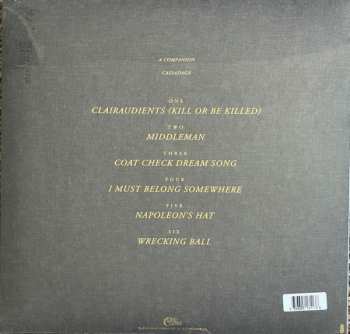 A COMPANION
CASSADAGA
ONE
CLAIRAUDIENTS (KILL OR BE KILLED)
TWO
MIDDLEMAN
THREE
COAT CHECK DREAM SONG
FOUR
I MUST BELONG SOMEWHERE
FIVE
NAPOLEON'S HAT
SIX
WRECKING BALL